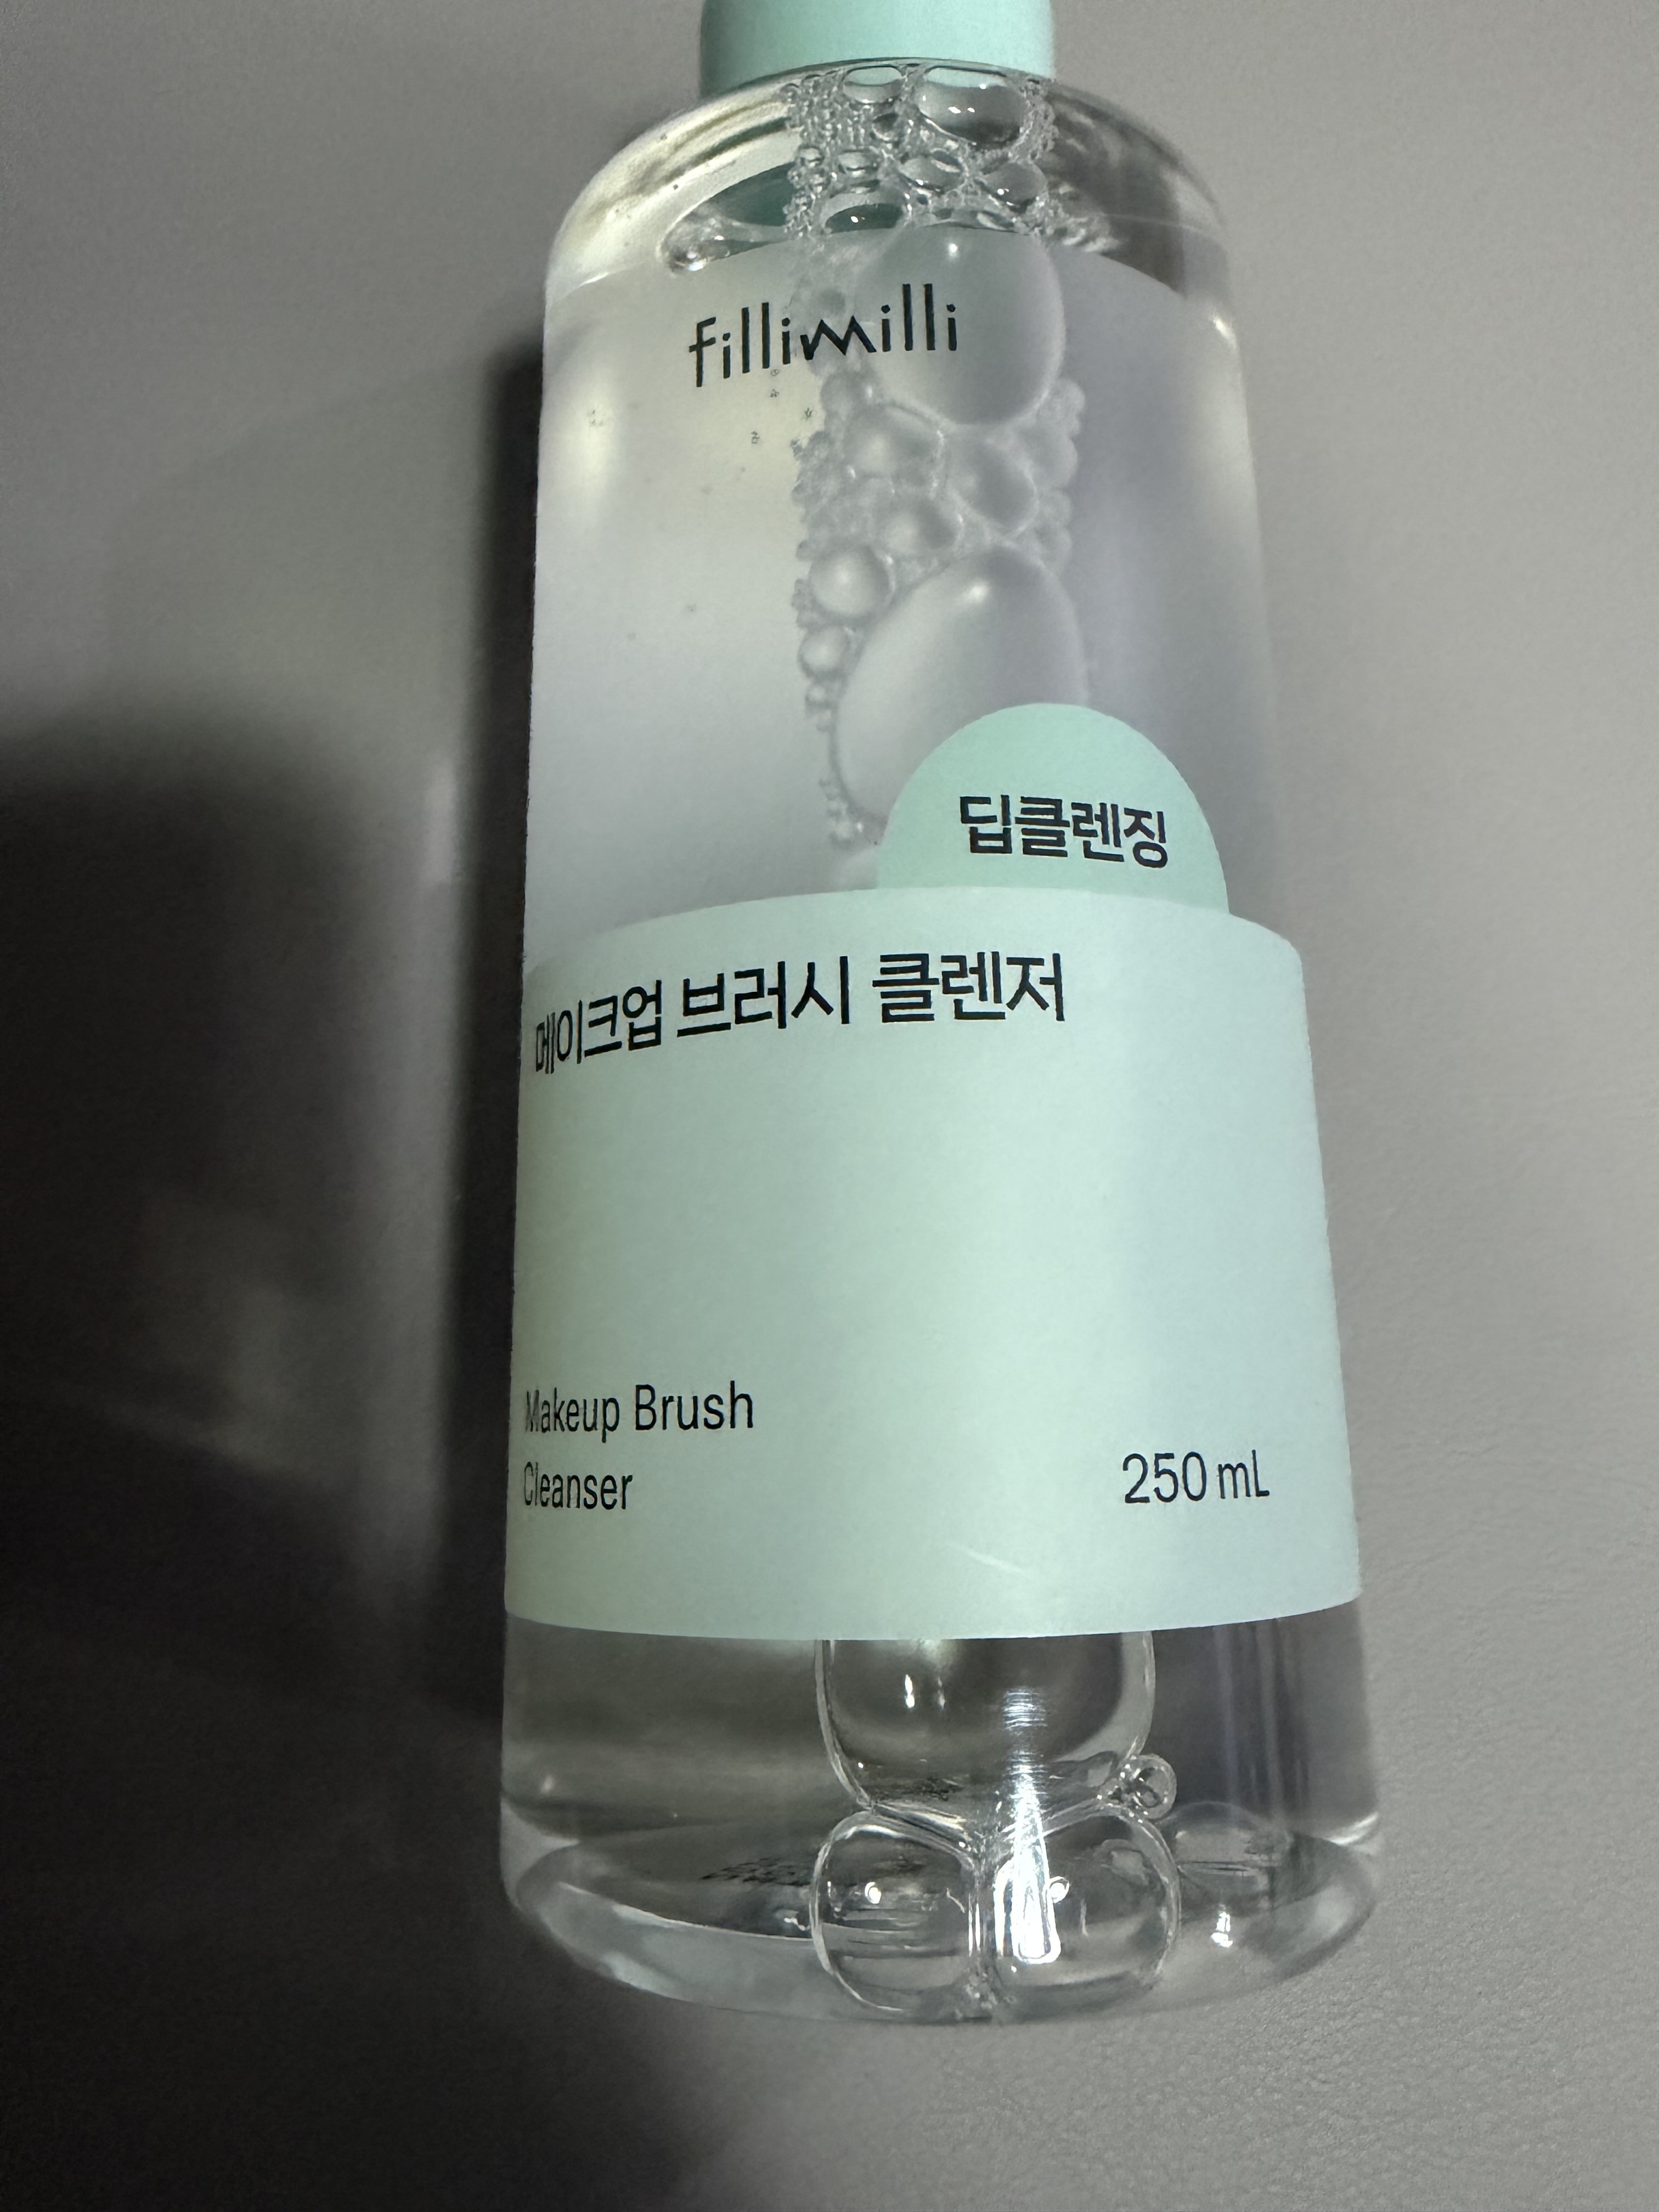 fillimilli
딥클렌징
메이크업 브러시 클렌저
Makeup Brush
Cleanser
250 mL